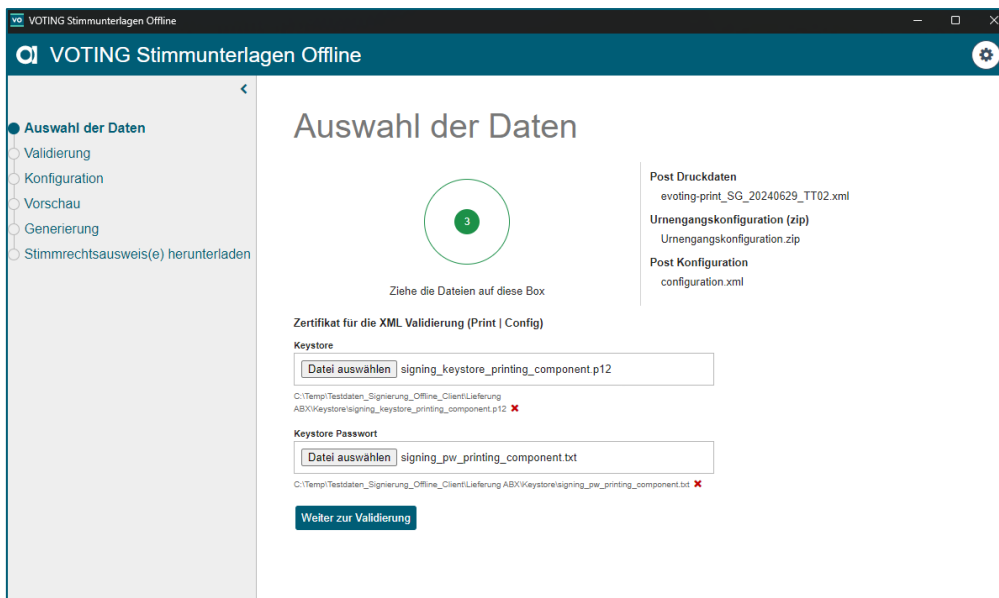 VO VOTING Stimmunterlagen Offline
VOTING Stimmunterlagen Offline
Auswahl der Daten
Validierung
Konfiguration
Vorschau
Generierung
Stimmrechtsausweis(e) herunterladen
Auswahl der Daten
3
Ziehe die Dateien auf diese Box
Post Druckdaten
evoting-print_SG_20240629_TT02.xml
Urnengangskonfiguration (zip)
Urnengangskonfiguration.zip
Post Konfiguration
configuration.xml
Zertifikat für die XML Validierung (Print | Config)
Keystore
Datei auswählen signing_keystore_printing_component.p12
C:\Temp\Testdaten_Signierung_Offline_Client\Lieferung
ABX\Keystore\signing_keystore_printing_component.p12
Keystore Passwort
Datei auswählen signing_pw_printing_component.txt
C:\Temp\Testdaten_Signierung_Offline_Client\Lieferung ABX\Keystore\signing_pw_printing_component.txt
Weiter zur Validierung